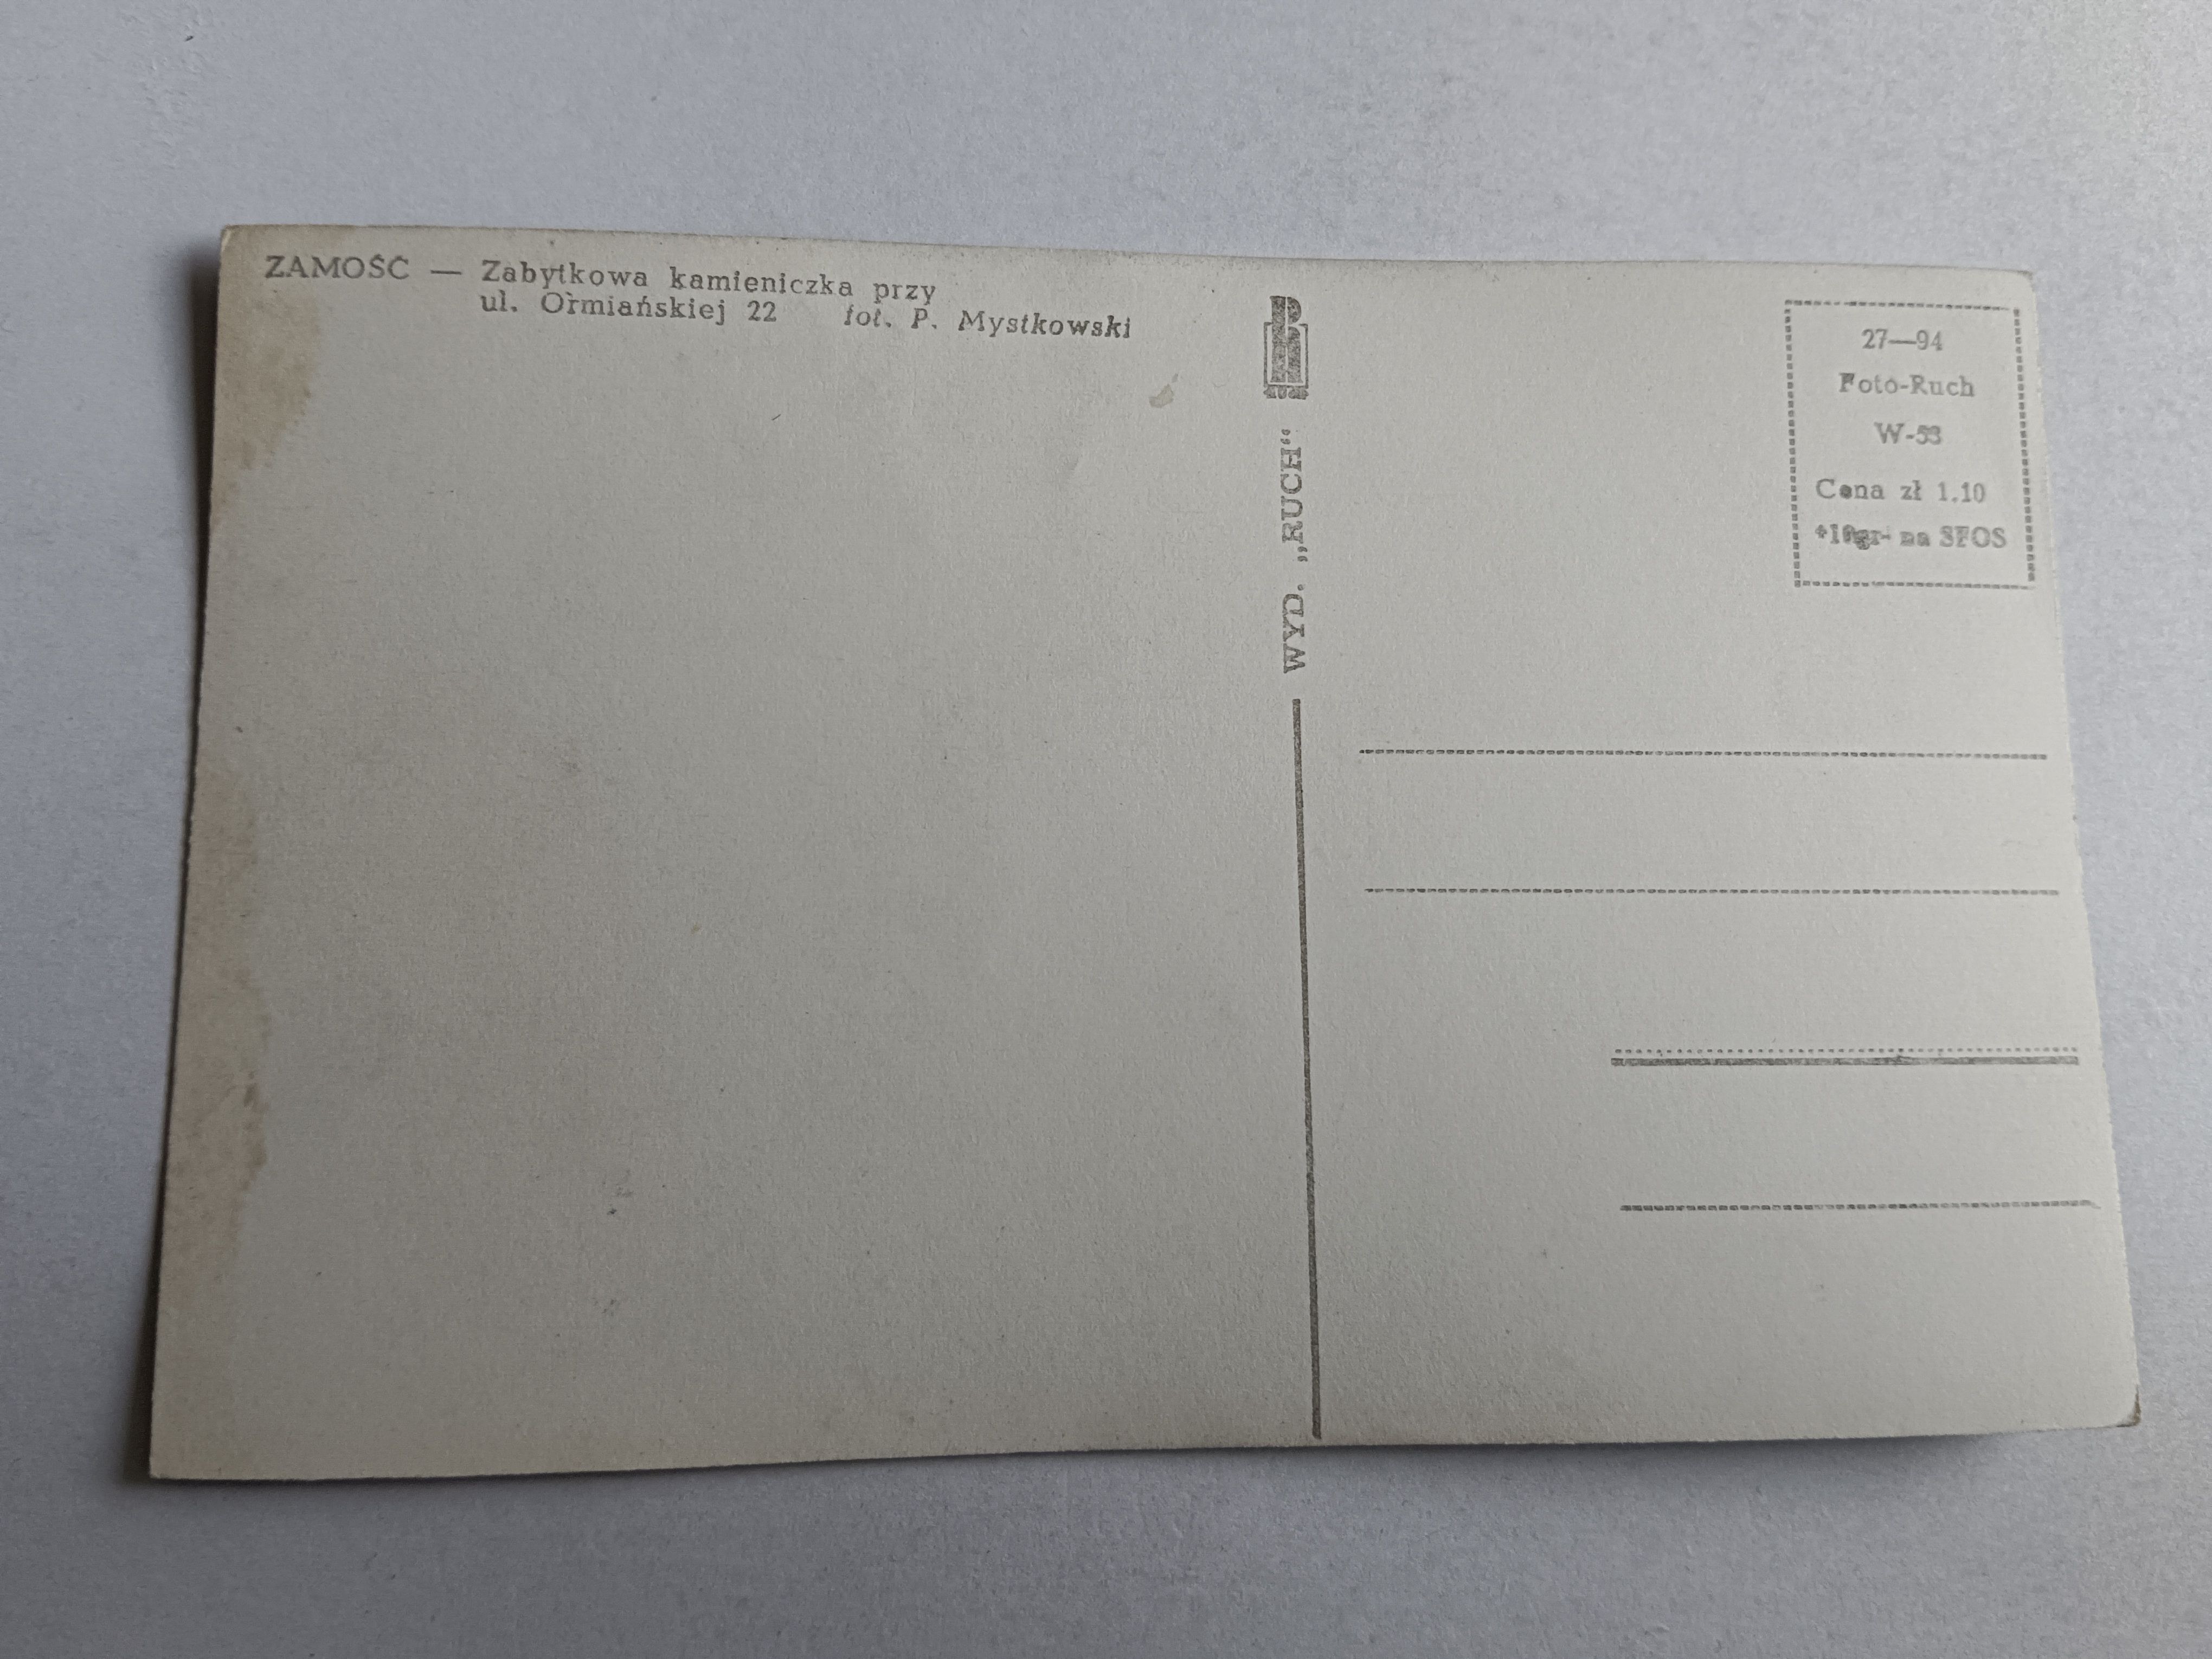 ZAMOŚĆ — Zabytkowa kamieniczka przy
ul. Ormiańskiej 22 fot. P. Mystkowski
WYD. "RUCH"
27—94
Foto-Ruch
W-53
Cena zł 1.10
+10gr na SFOS